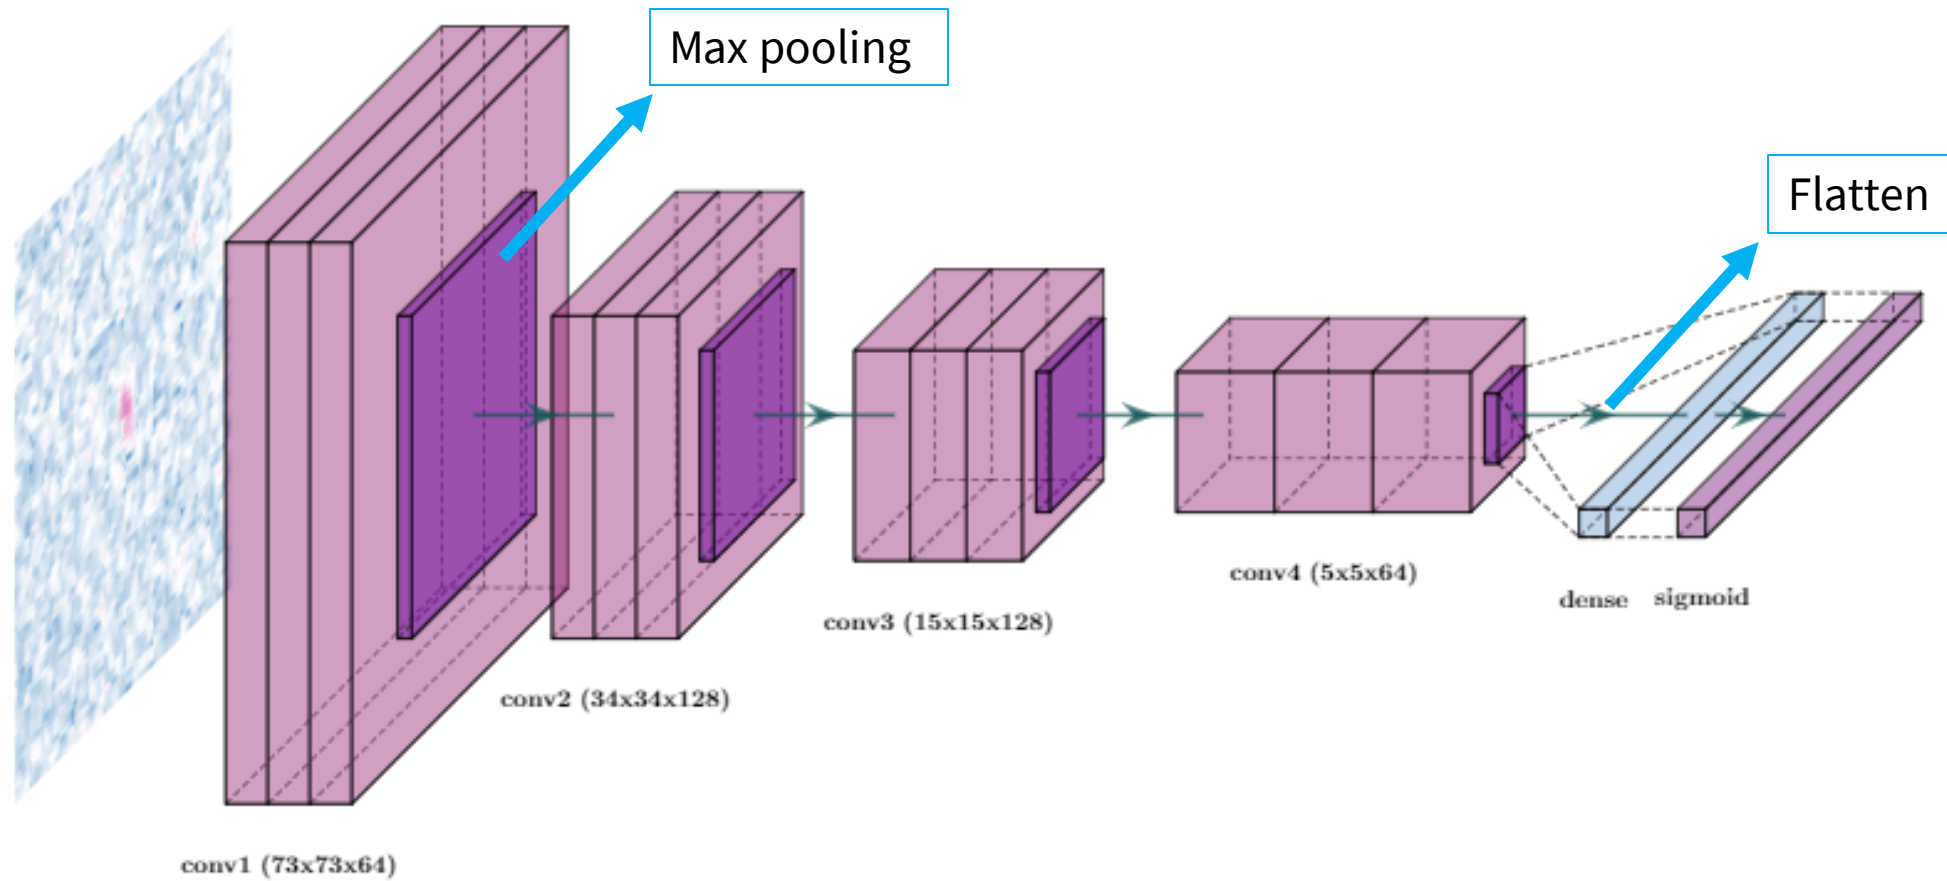 Max pooling
Flatten
conv1 (73x73x64)
conv2 (34x34x128)
conv3 (15x15x128)
conv4 (5x5x64)
dense
sigmoid